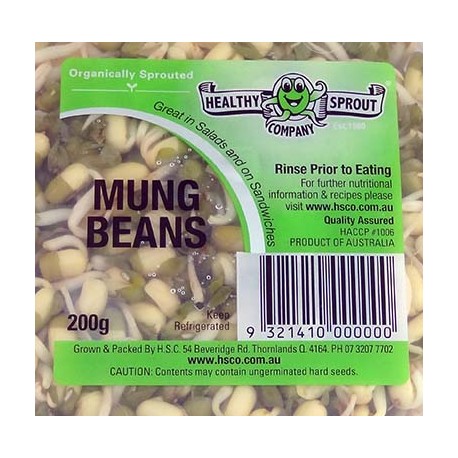 Organically Sprouted
HEALTHY SPROUT
COMPANY
Est.1980
Great in Salads and on Sandwiches
Rinse Prior to Eating
For further nutritional
information & recipes please
visit www.hsco.com.au
Quality Assured
HACCP #1006
PRODUCT OF AUSTRALIA
MUNG
BEANS
200g
Keep
Refrigerated
9 321410 000000
Grown & Packed By H.S.C. 54 Beveridge Rd. Thornlands Q. 4164. PH 07 3207 7702
www.hsco.com.au
CAUTION: Contents may contain ungerminated hard seeds.